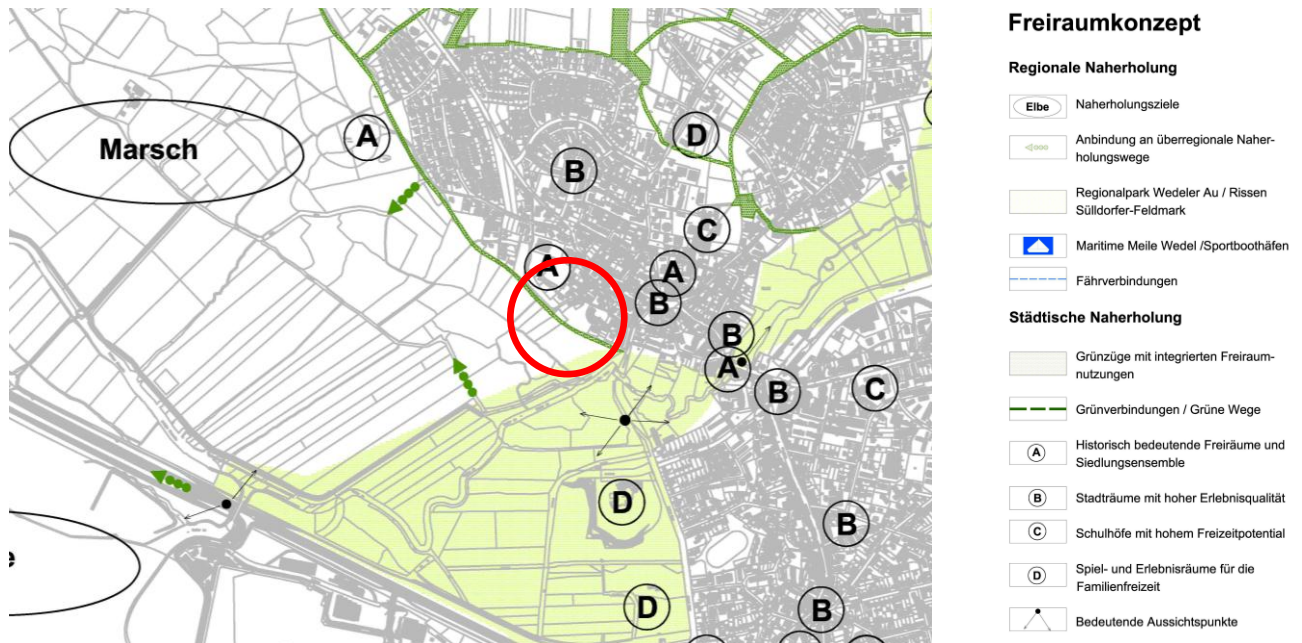 Marsch
A
D
B
C
A
A
B
B
A
B
C
D
B
D
B
e
Freiraumkonzept
Regionale Naherholung
Elbe
Naherholungsziele
Anbindung an überregionale Naher-
holungswege
Regionalpark Wedeler Au / Rissen
Sülldorfer-Feldmark
Maritime Meile Wedel /Sportboothäfen
Fährverbindungen
Städtische Naherholung
Grünzüge mit integrierten Freiraum-
nutzungen
Grünverbindungen / Grüne Wege
A
Historisch bedeutende Freiräume und
Siedlungsensemble
B
Stadträume mit hoher Erlebnisqualität
C
Schulhöfe mit hohem Freizeitpotential
D
Spiel- und Erlebnisräume für die
Familienfreizeit
Bedeutende Aussichtspunkte